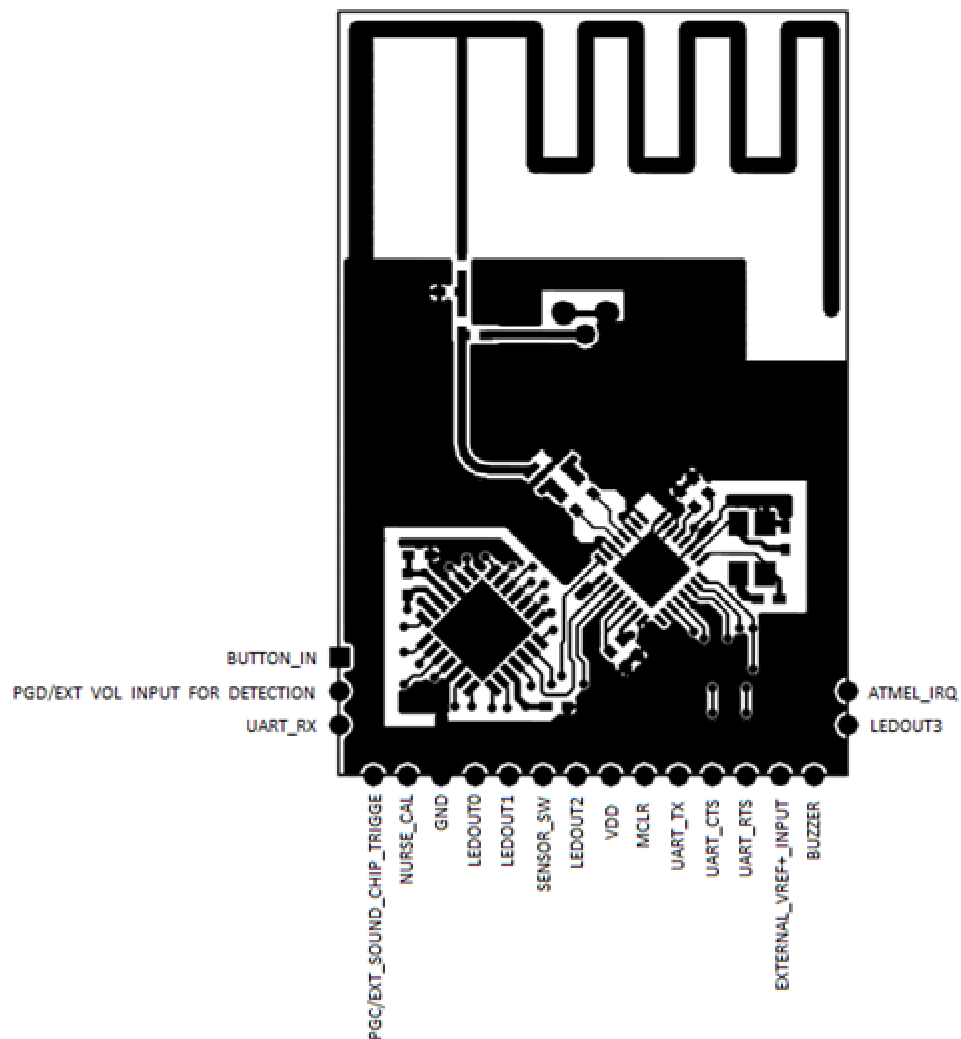 BUTTON_IN
PGD/EXT VOL INPUT FOR DETECTION
UART_RX
ATMEL_IRQ
LEDOUT3
PGC/EXT_SOUND_CHIP_TRIGGE
NURSE_CAL
GND
LEDOUT0
LEDOUT1
SENSOR_SW
LEDOUT2
VDD
MCLR
UART_TX
UART_CTS
UART_RTS
EXTERNAL_VREF+_INPUT
BUZZER